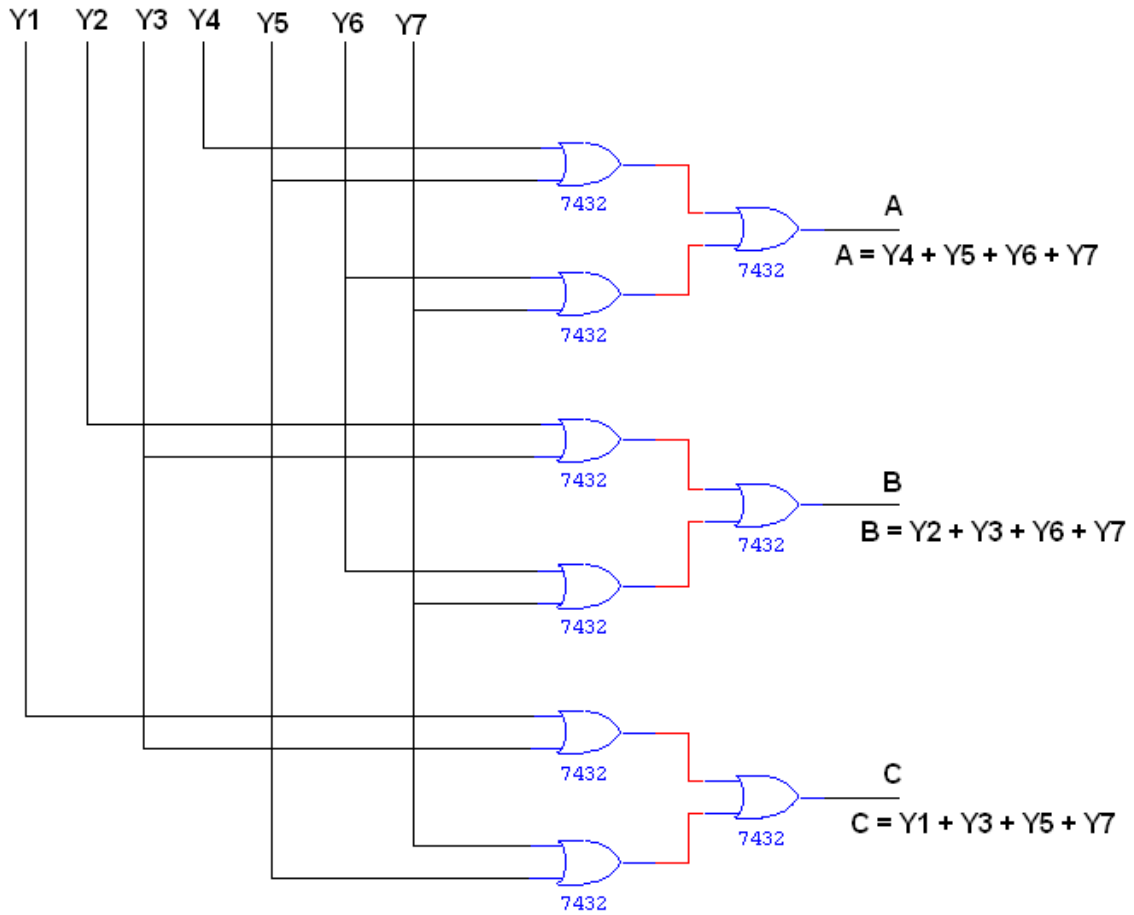 Y1 Y2 Y3 Y4 Y5 Y6 Y7
7432
A
7432
A = Y4 + Y5 + Y6 + Y7
7432
7432
B
7432
B = Y2 + Y3 + Y6 + Y7
7432
7432
C
7432
C = Y1 + Y3 + Y5 + Y7
7432